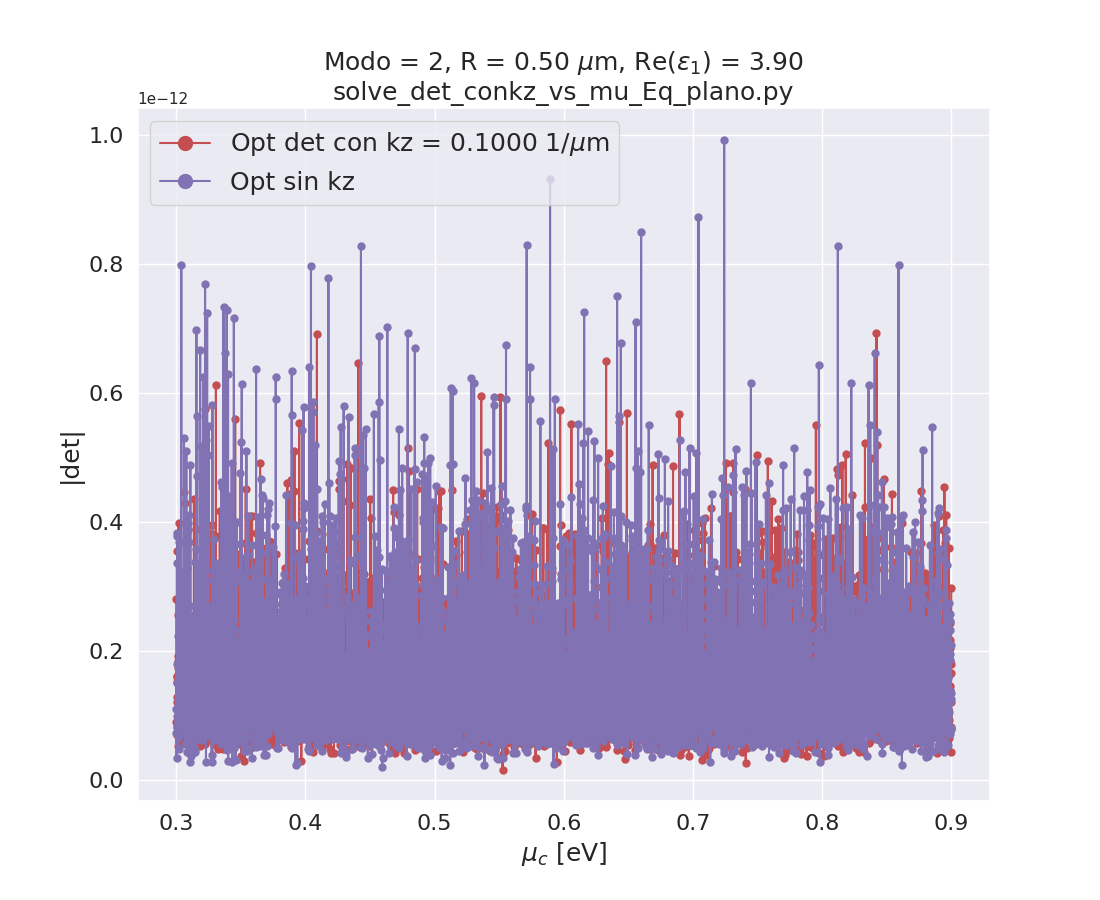 Modo = 2, R = 0.50 μm, Re(ε₁) = 3.90
solve_det_conkz_vs_mu_Eq_plano.py
1e−12
Opt det con kz = 0.1000 1/μm
Opt sin kz
1.0
0.8
0.6
0.4
0.2
0.0
|det|
0.3 0.4 0.5 0.6 0.7 0.8 0.9
μ_c [eV]